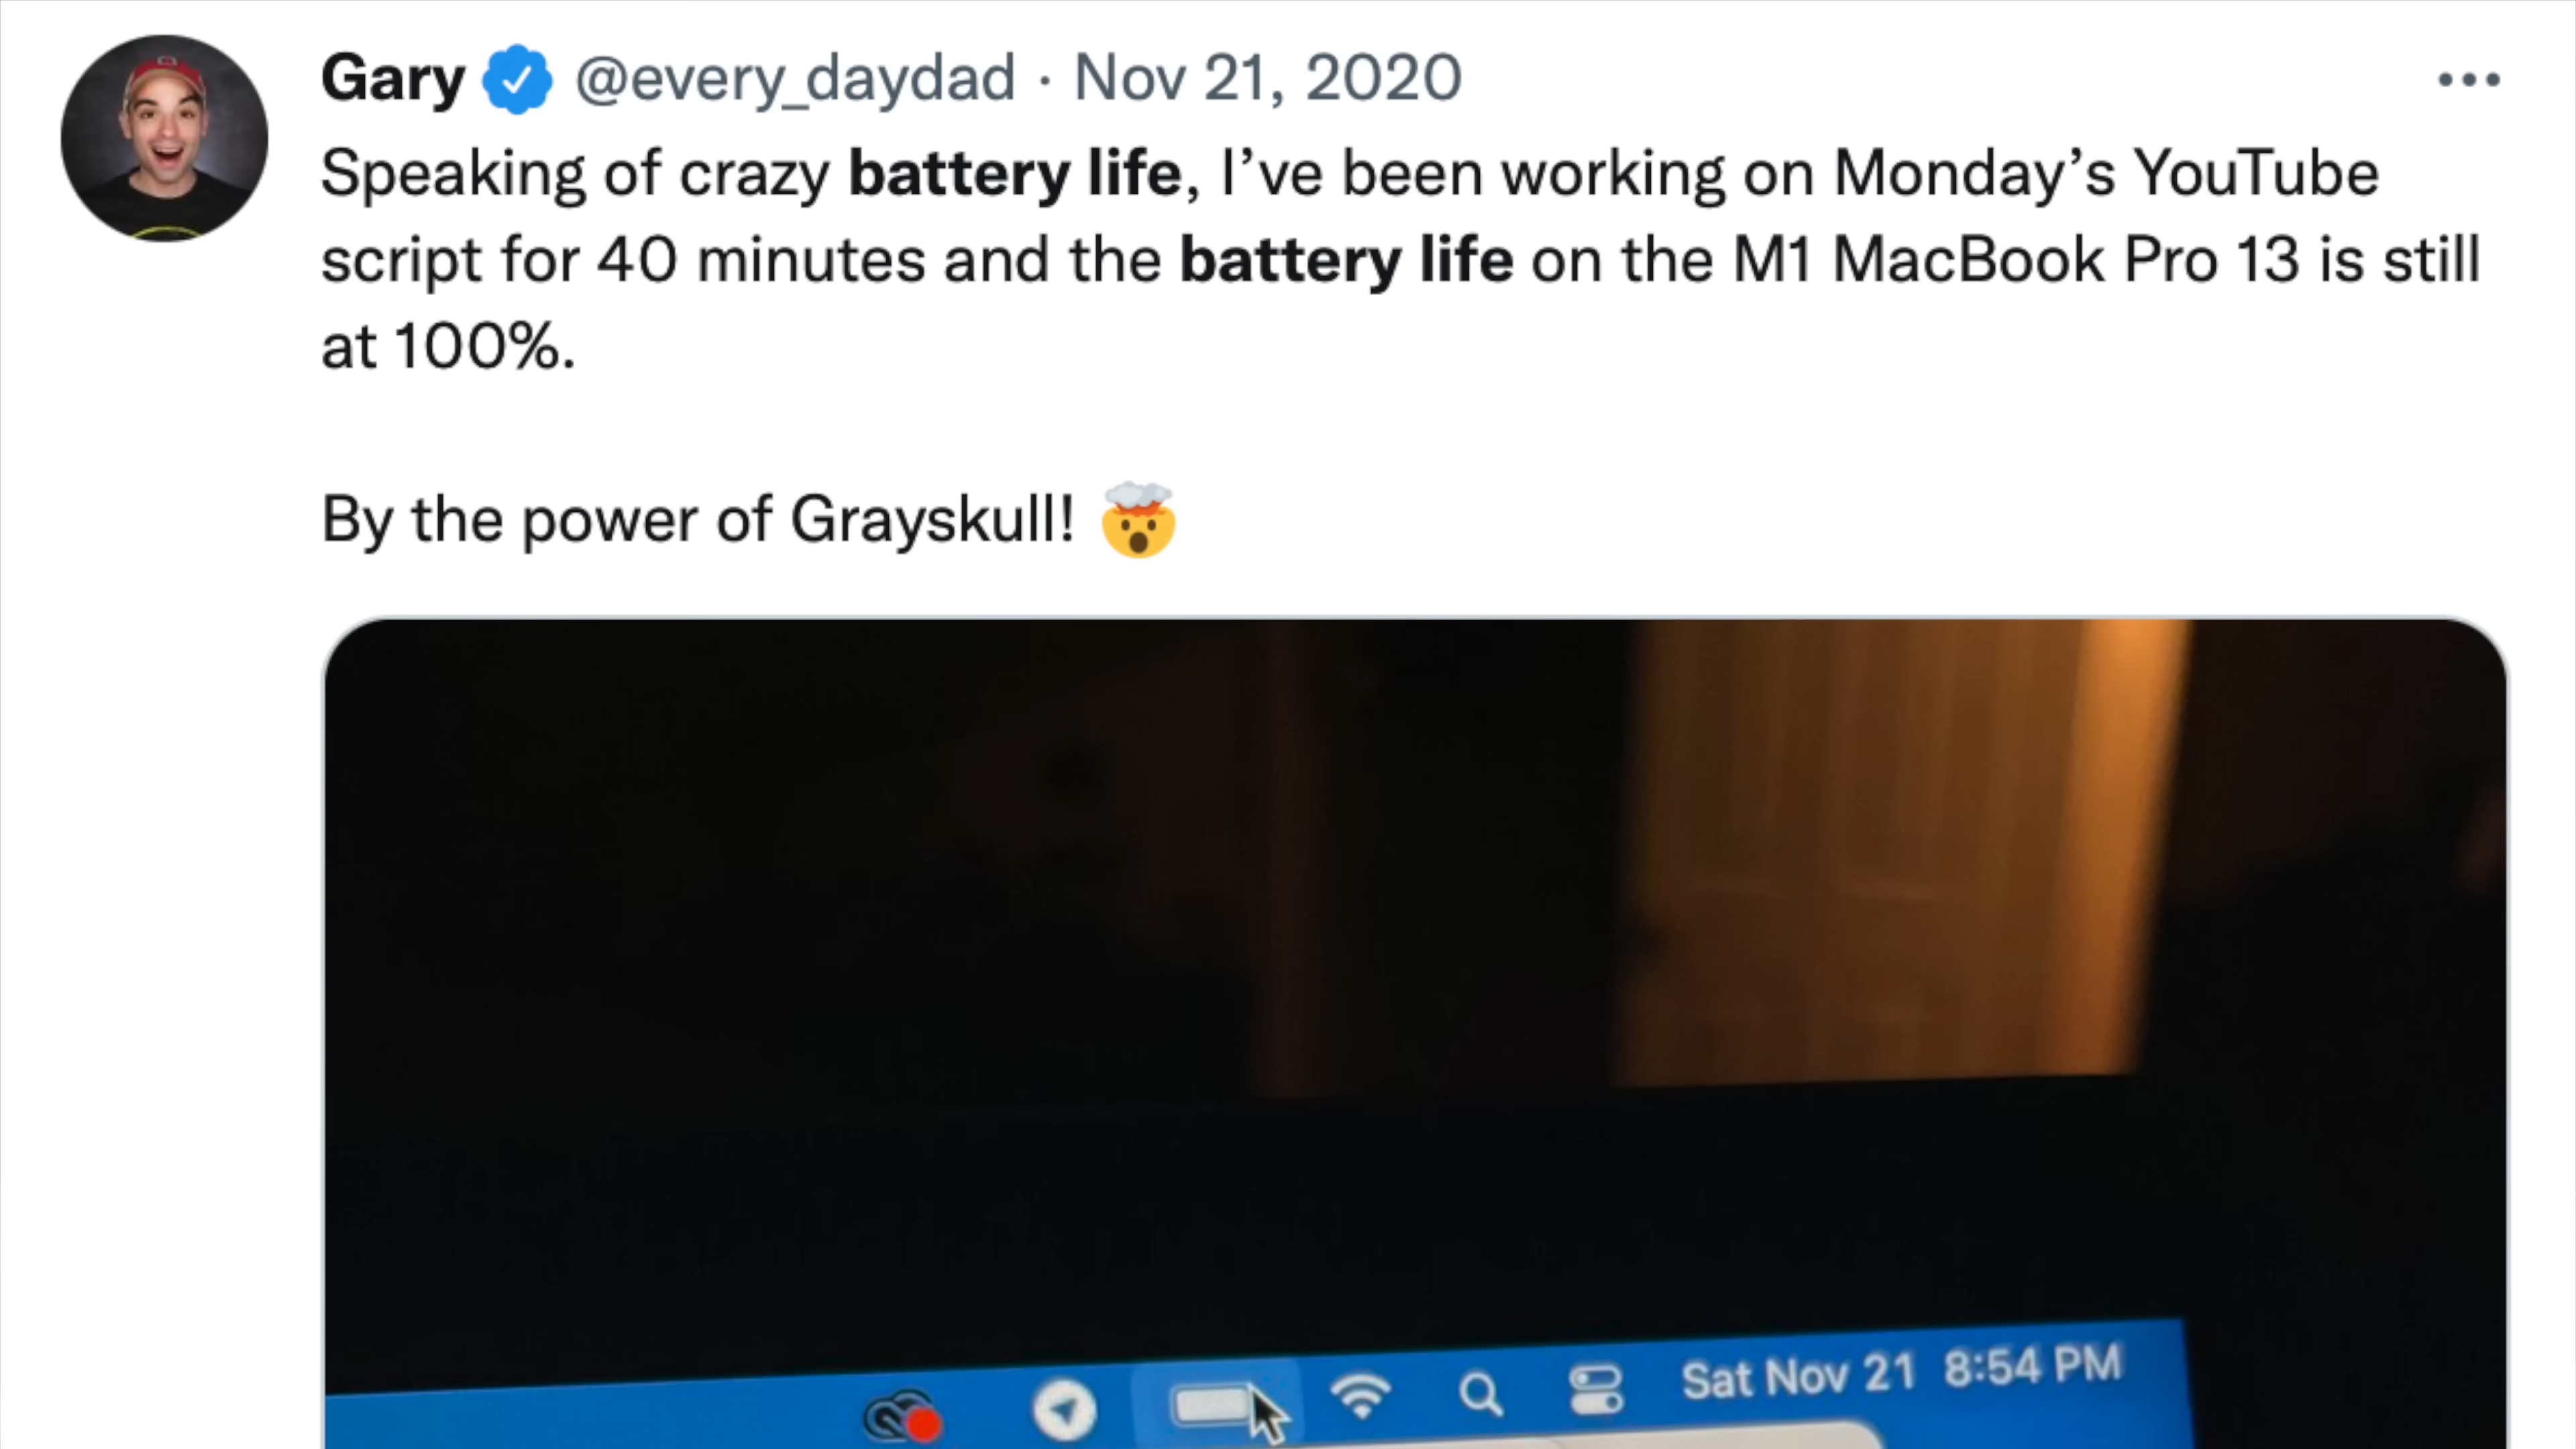 Gary @every_daydad · Nov 21, 2020
Speaking of crazy battery life, I’ve been working on Monday’s YouTube
script for 40 minutes and the battery life on the M1 MacBook Pro 13 is still
at 100%.
By the power of Grayskull! 🤯
Sat Nov 21 8:54 PM